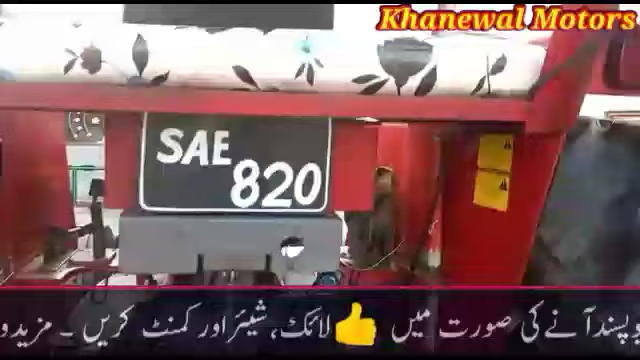 Khanewal Motors
SAE
820
پسند آنے کی صورت میں 👍 لائک، شیئر اور کمنٹ کریں ۔ مزید